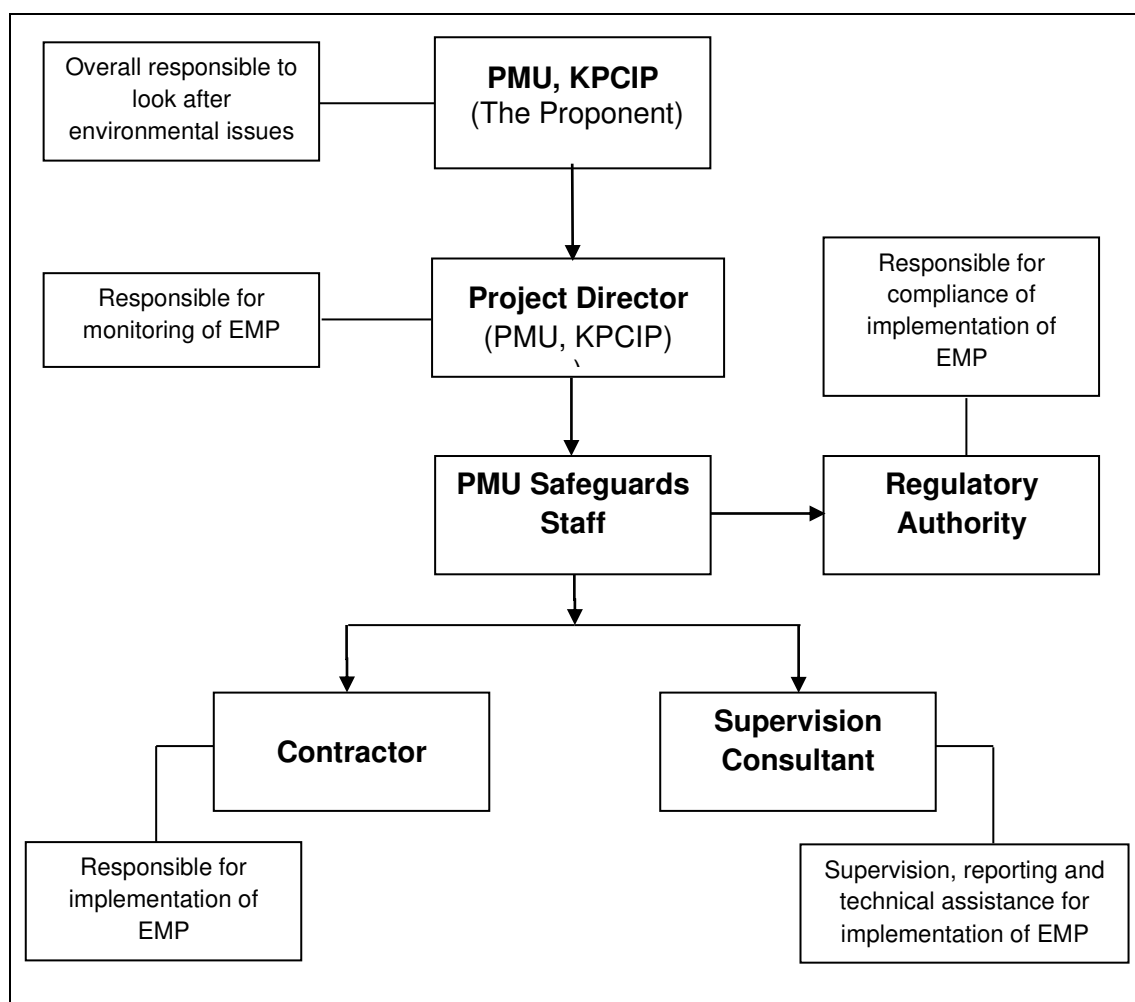 Overall responsible to
look after
environmental issues
PMU, KPCIP
(The Proponent)
Responsible for
monitoring of EMP
Project Director
(PMU, KPCIP)
Responsible for
compliance of
implementation of
EMP
PMU Safeguards
Staff
Regulatory
Authority
Contractor
Supervision
Consultant
Responsible for
implementation of
EMP
Supervision, reporting and
technical assistance for
implementation of EMP